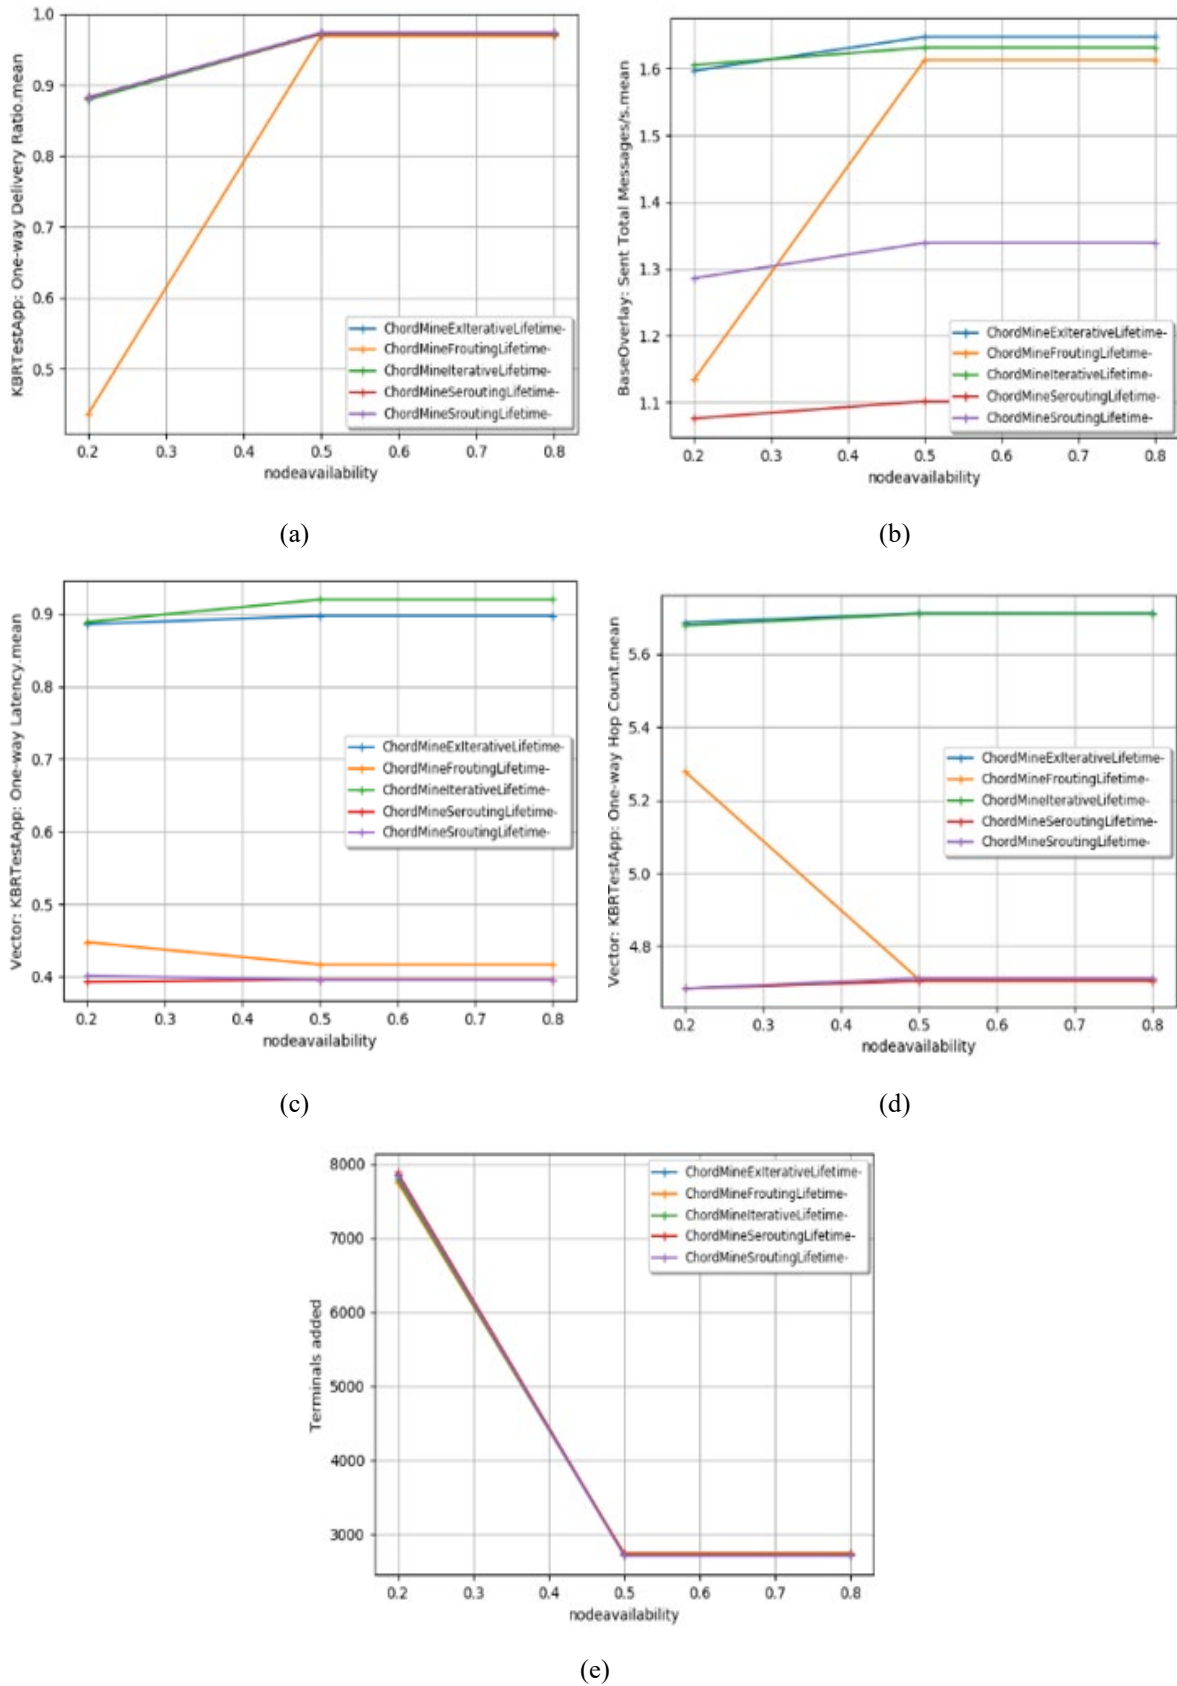 KBRTestApp: One-way Delivery Ratio.mean
1.0
0.9
0.8
0.7
0.6
0.5
ChordMineExIterativeLifetime-
ChordMineFroutingLifetime-
ChordMineIterativeLifetime-
ChordMineSeroutingLifetime-
ChordMineSroutingLifetime-
0.2 0.3 0.4 0.5 0.6 0.7 0.8
nodeavailability
(a)
BaseOverlay: Sent Total Messages/s.mean
1.6
1.5
1.4
1.3
1.2
1.1
ChordMineExIterativeLifetime-
ChordMineFroutingLifetime-
ChordMineIterativeLifetime-
ChordMineSeroutingLifetime-
ChordMineSroutingLifetime-
0.2 0.3 0.4 0.5 0.6 0.7 0.8
nodeavailability
(b)
Vector: KBRTestApp: One-way Latency.mean
0.9
0.8
0.7
0.6
0.5
0.4
ChordMineExIterativeLifetime-
ChordMineFroutingLifetime-
ChordMineIterativeLifetime-
ChordMineSeroutingLifetime-
ChordMineSroutingLifetime-
0.2 0.3 0.4 0.5 0.6 0.7 0.8
nodeavailability
(c)
Vector: KBRTestApp: One-way Hop Count.mean
5.6
5.4
5.2
5.0
4.8
ChordMineExIterativeLifetime-
ChordMineFroutingLifetime-
ChordMineIterativeLifetime-
ChordMineSeroutingLifetime-
ChordMineSroutingLifetime-
0.2 0.3 0.4 0.5 0.6 0.7 0.8
nodeavailability
(d)
Terminals added
8000
7000
6000
5000
4000
3000
ChordMineExIterativeLifetime-
ChordMineFroutingLifetime-
ChordMineIterativeLifetime-
ChordMineSeroutingLifetime-
ChordMineSroutingLifetime-
0.2 0.3 0.4 0.5 0.6 0.7 0.8
nodeavailability
(e)